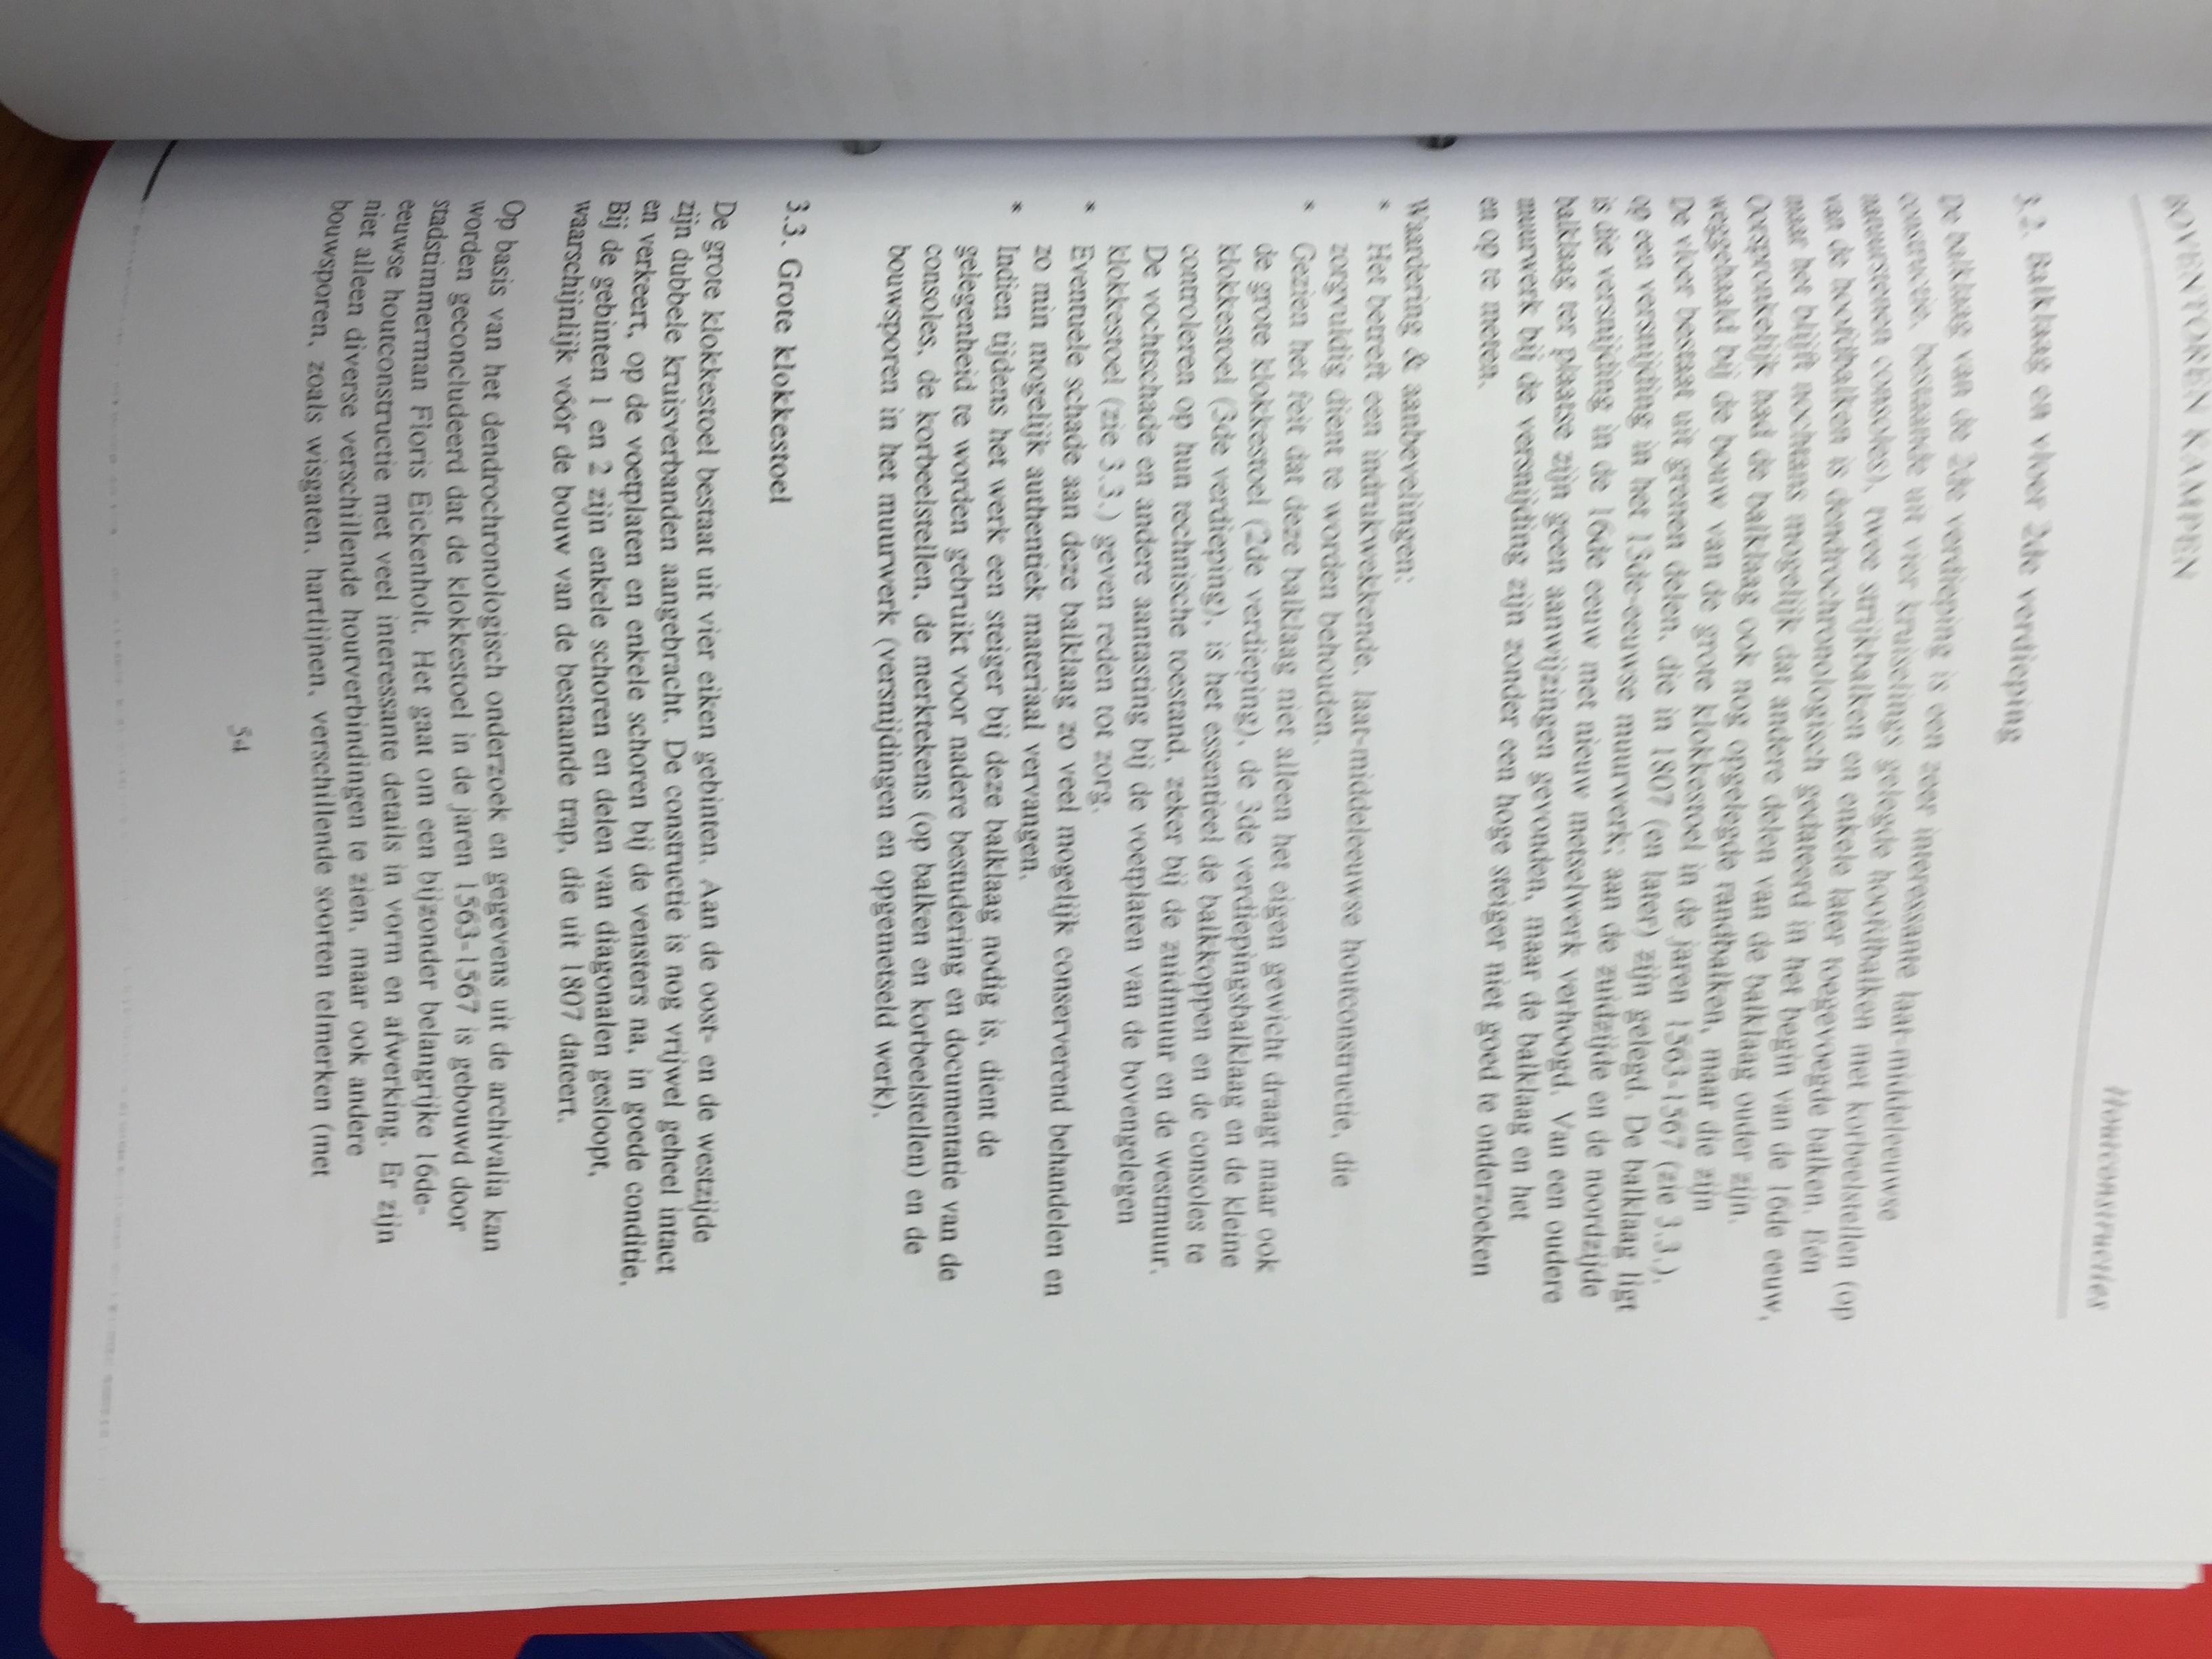 BOVENTOREN KAMPEN
Houtconstructies
3.2. Balklaag en vloer 2de verdieping
De balklaag van de 2de verdieping is een zeer interessante laat-middeleeuwse
constructie, bestaande uit vier kruiselings gelegde hoofdbalken met korbeelstellen (op
natuurstenen consoles), twee strijkbalken en enkele later toegevoegde balken. Eén
van de hoofdbalken is dendrochronologisch gedateerd in het begin van de 16de eeuw,
maar het blijft nochtans mogelijk dat andere delen van de balklaag ouder zijn.
Oorspronkelijk had de balklaag ook nog opgelegde randbalken, maar die zijn
weggehaald bij de bouw van de grote klokkestoel in de jaren 1563-1567 (zie 3.3.).
De vloer bestaat uit grenen delen, die in 1807 (en later) zijn gelegd. De balklaag ligt
op een versnijding in het 13de-eeuwse muurwerk; aan de zuidzijde en de noordzijde
is die versnijding in de 16de eeuw met nieuw metselwerk verhoogd. Van een oudere
balklaag ter plaatse zijn geen aanwijzingen gevonden, maar de balklaag en het
muurwerk bij de versnijding zijn zonder een hoge steiger niet goed te onderzoeken
en op te meten.
Waardering & aanbevelingen:
* Het betreft een indrukwekkende, laat-middeleeuwse houtconstructie, die
zorgvuldig dient te worden behouden.
* Gezien het feit dat deze balklaag niet alleen het eigen gewicht draagt maar ook
de grote klokkestoel (2de verdieping), de 3de verdiepingsbalklaag en de kleine
klokkestoel (3de verdieping), is het essentieel de balkkoppen en de consoles te
controleren op hun technische toestand, zeker bij de zuidmuur en de westmuur.
De vochtschade en andere aantasting bij de voetplaten van de bovengelegen
klokkestoel (zie 3.3.) geven reden tot zorg.
* Eventuele schade aan deze balklaag zo veel mogelijk conserverend behandelen en
zo min mogelijk authentiek materiaal vervangen.
* Indien tijdens het werk een steiger bij deze balklaag nodig is, dient de
gelegenheid te worden gebruikt voor nadere bestudering en documentatie van de
consoles, de korbeelstellen, de merktekens (op balken en korbeelstellen) en de
bouwsporen in het muurwerk (versnijdingen en opgemetseld werk).
3.3. Grote klokkestoel
De grote klokkestoel bestaat uit vier eiken gebinten. Aan de oost- en de westzijde
zijn dubbele kruisverbanden aangebracht. De constructie is nog vrijwel geheel intact
en verkeert, op de voetplaten en enkele schoren bij de vensters na, in goede conditie.
Bij de gebinten 1 en 2 zijn enkele schoren en delen van diagonalen gesloopt,
waarschijnlijk vóór de bouw van de bestaande trap, die uit 1807 dateert.
Op basis van het dendrochronologisch onderzoek en gegevens uit de archivalia kan
worden geconcludeerd dat de klokkestoel in de jaren 1563-1567 is gebouwd door
stadstimmerman Floris Eickenholt. Het gaat om een bijzonder belangrijke 16de-
eeuwse houtconstructie met veel interessante details in vorm en afwerking. Er zijn
niet alleen diverse verschillende houtverbindingen te zien, maar ook andere
bouwsporen, zoals wisgaten, hartlijnen, verschillende soorten telmerken (met
54